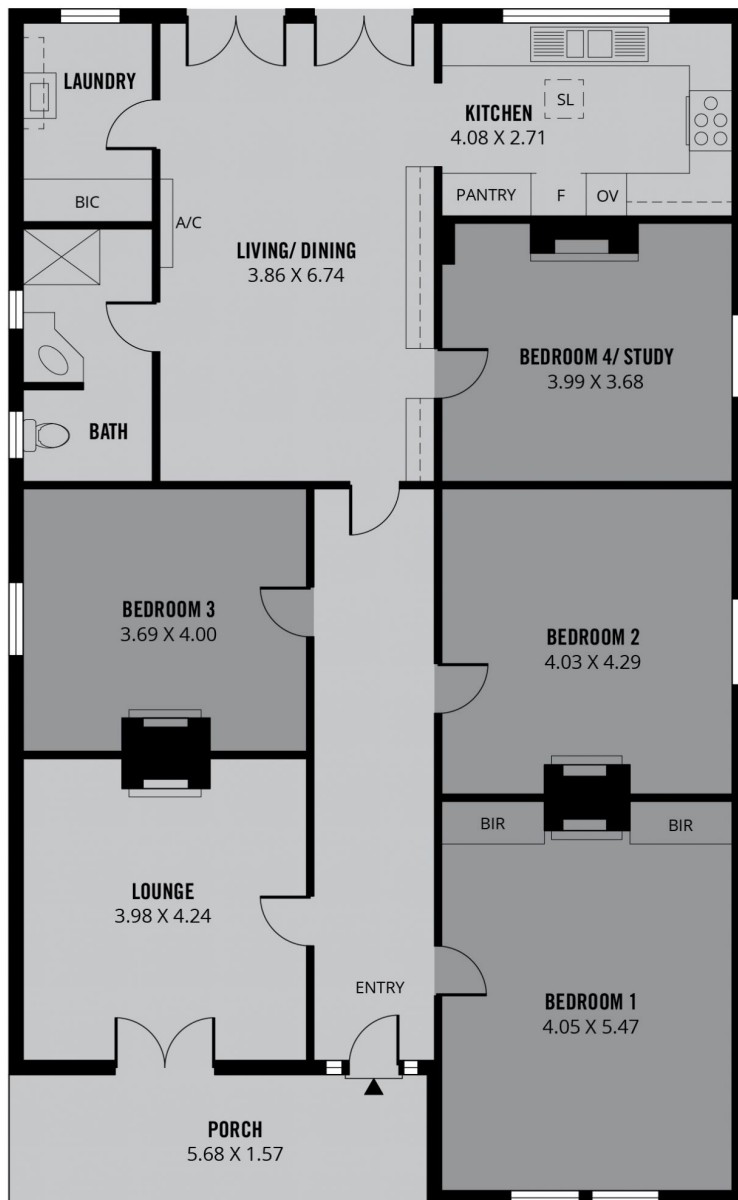 LAUNDRY
BIC
A/C
LIVING/ DINING
3.86 X 6.74
KITCHEN
4.08 X 2.71
SL
PANTRY
F
OV
BEDROOM 4/ STUDY
3.99 X 3.68
BATH
BEDROOM 3
3.69 X 4.00
BEDROOM 2
4.03 X 4.29
BIR
BIR
LOUNGE
3.98 X 4.24
ENTRY
BEDROOM 1
4.05 X 5.47
PORCH
5.68 X 1.57